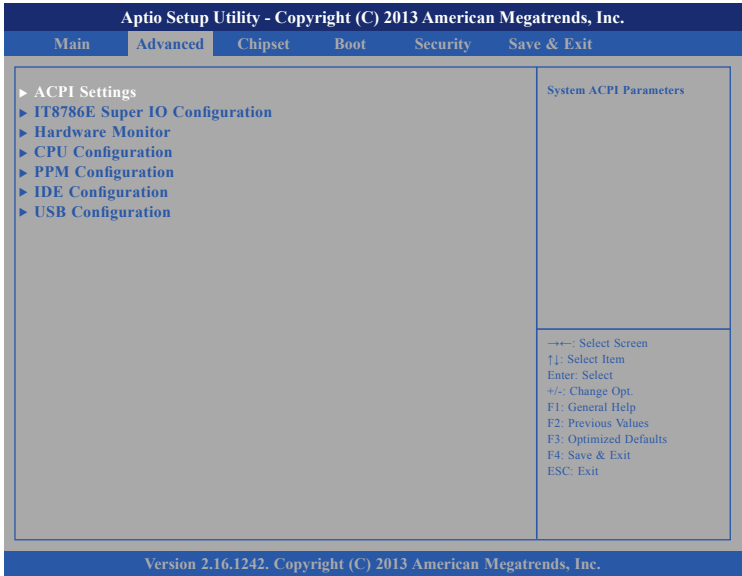 Aptio Setup Utility - Copyright (C) 2013 American Megatrends, Inc.
Main Advanced Chipset Boot Security Save & Exit
► ACPI Settings
► IT8786E Super IO Configuration
► Hardware Monitor
► CPU Configuration
► PPM Configuration
► IDE Configuration
► USB Configuration
System ACPI Parameters
→←: Select Screen
↑↓: Select Item
Enter: Select
+/-: Change Opt.
F1: General Help
F2: Previous Values
F3: Optimized Defaults
F4: Save & Exit
ESC: Exit
Version 2.16.1242. Copyright (C) 2013 American Megatrends, Inc.